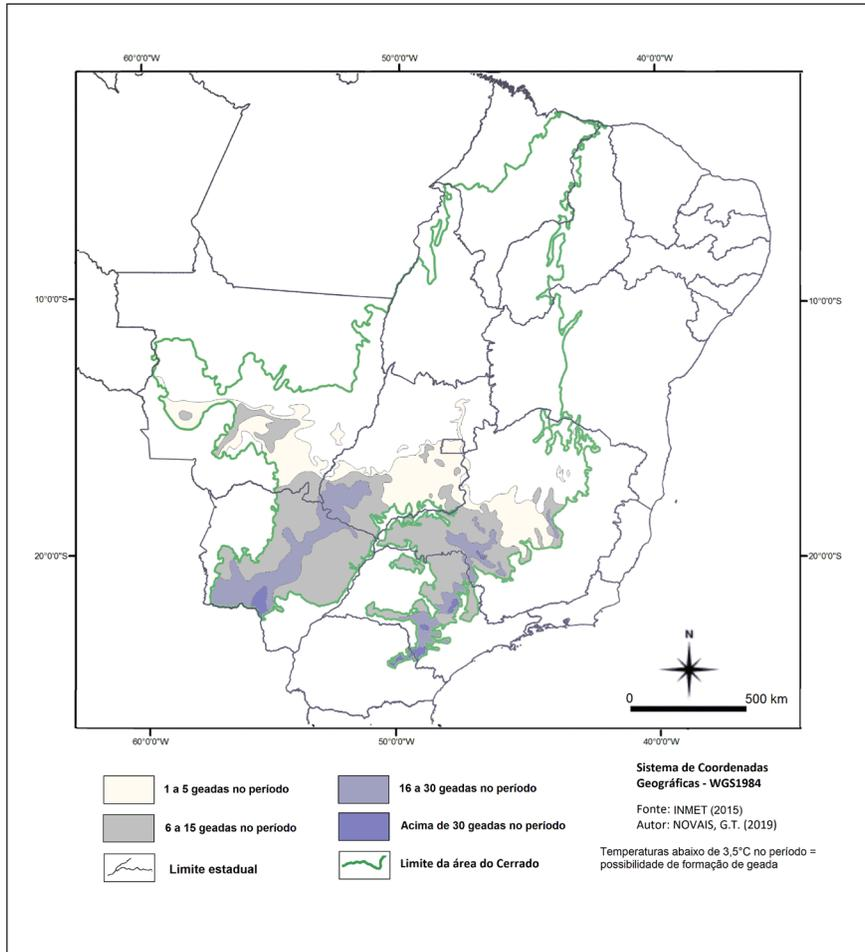 60°0'0"W
50°0'0"W
40°0'0"W
10°0'0"S
10°0'0"S
20°0'0"S
20°0'0"S
N
0 500 km
60°0'0"W
50°0'0"W
40°0'0"W
1 a 5 geadas no período
16 a 30 geadas no período
6 a 15 geadas no período
Acima de 30 geadas no período
Limite estadual
Limite da área do Cerrado
Sistema de Coordenadas
Geográficas - WGS1984
Fonte: INMET (2015)
Autor: NOVAIS, G.T. (2019)
Temperaturas abaixo de 3,5°C no período =
possibilidade de formação de geada